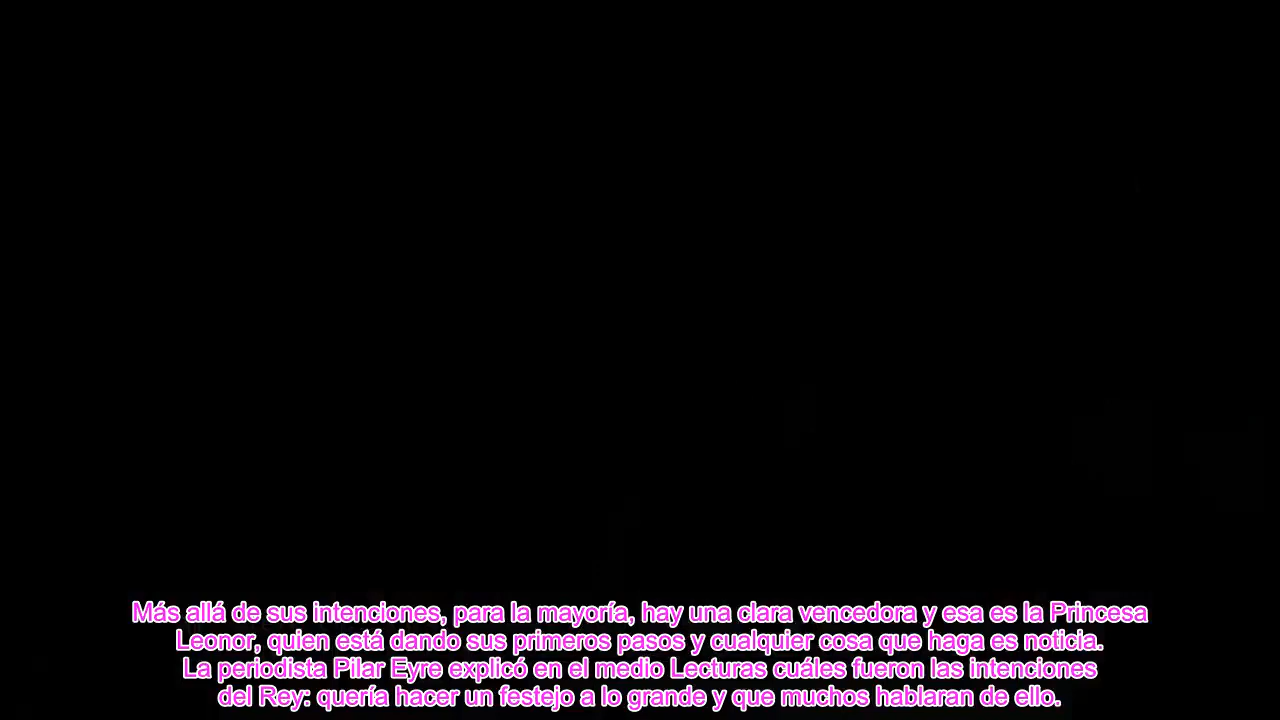 Más allá de sus intenciones, para la mayoría, hay una clara vencedora y esa es la Princesa
Leonor, quien está dando sus primeros pasos y cualquier cosa que haga es noticia.
La periodista Pilar Eyre explicó en el medio Lecturas cuáles fueron las intenciones
del Rey: quería hacer un festejo a lo grande y que muchos hablaran de ello.